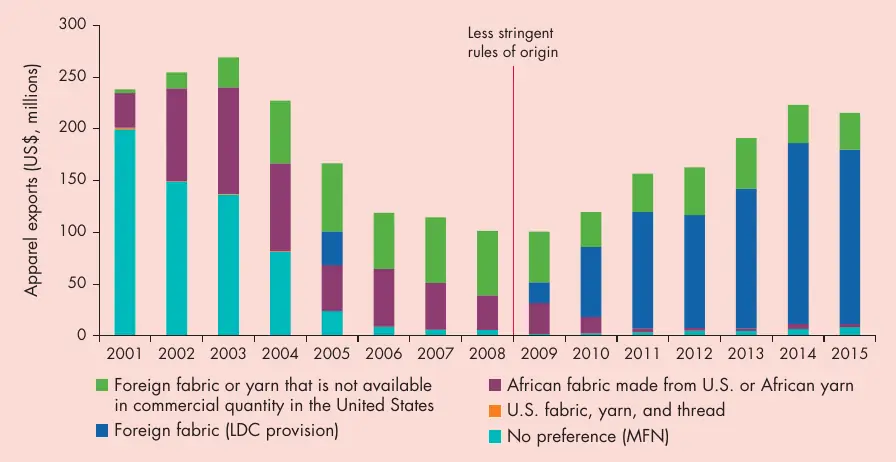 300
Less stringent
rules of origin
250
200
150
100
50
0
Apparel exports (US$, millions)
2001 2002 2003 2004 2005 2006 2007 2008 2009 2010 2011 2012 2013 2014 2015
Foreign fabric or yarn that is not available
in commercial quantity in the United States
Foreign fabric (LDC provision)
African fabric made from U.S. or African yarn
U.S. fabric, yarn, and thread
No preference (MFN)